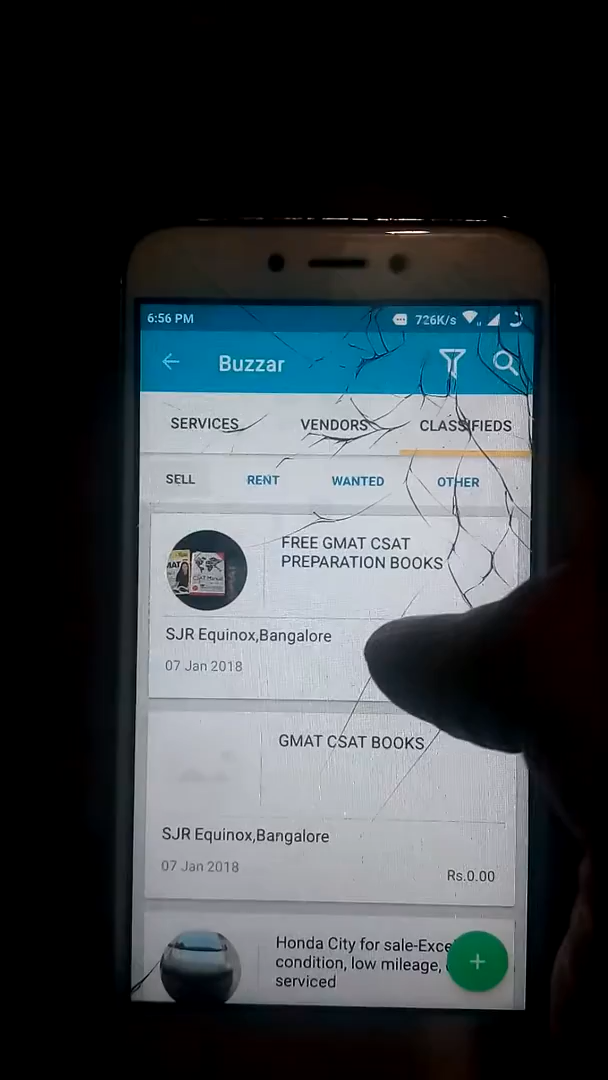 6:56 PM 726K/s
Buzzar
SERVICES VENDORS CLASSIFIEDS
SELL RENT WANTED OTHER
FREE GMAT CSAT
PREPARATION BOOKS
SJR Equinox,Bangalore
07 Jan 2018
GMAT CSAT BOOKS
SJR Equinox,Bangalore
07 Jan 2018
Rs.0.00
Honda City for sale-Exce
condition, low mileage,
serviced